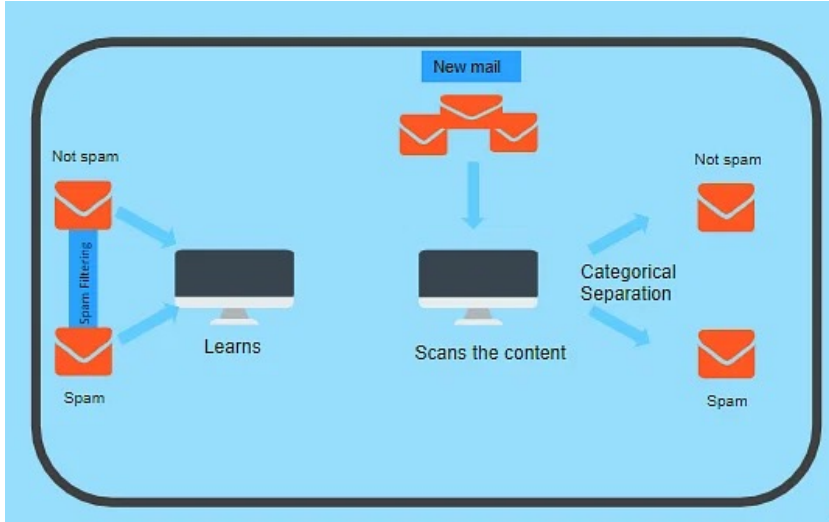 New mail
Not spam
Spam Filtering
Spam
Learns
Scans the content
Categorical
Separation
Not spam
Spam